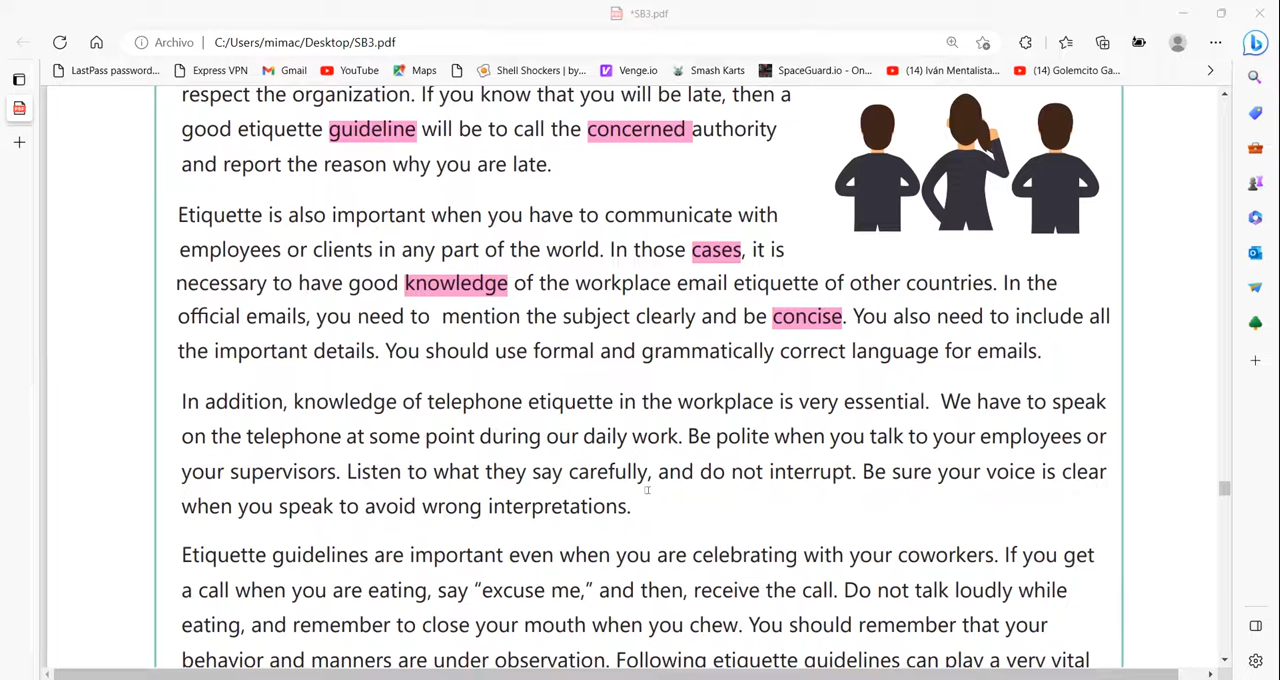 *SB3.pdf
Archivo C:/Users/mimac/Desktop/SB3.pdf
LastPass password... Express VPN Gmail YouTube Maps Shell Shockers | by... Venge.io Smash Karts SpaceGuard.io - On... (14) Iván Mentalista... (14) Golemcito Ga...
respect the organization. If you know that you will be late, then a
good etiquette guideline will be to call the concerned authority
and report the reason why you are late.
Etiquette is also important when you have to communicate with
employees or clients in any part of the world. In those cases, it is
necessary to have good knowledge of the workplace email etiquette of other countries. In the
official emails, you need to mention the subject clearly and be concise. You also need to include all
the important details. You should use formal and grammatically correct language for emails.
In addition, knowledge of telephone etiquette in the workplace is very essential. We have to speak
on the telephone at some point during our daily work. Be polite when you talk to your employees or
your supervisors. Listen to what they say carefully, and do not interrupt. Be sure your voice is clear
when you speak to avoid wrong interpretations.
Etiquette guidelines are important even when you are celebrating with your coworkers. If you get
a call when you are eating, say “excuse me,” and then, receive the call. Do not talk loudly while
eating, and remember to close your mouth when you chew. You should remember that your
behavior and manners are under observation. Following etiquette guidelines can play a very vital